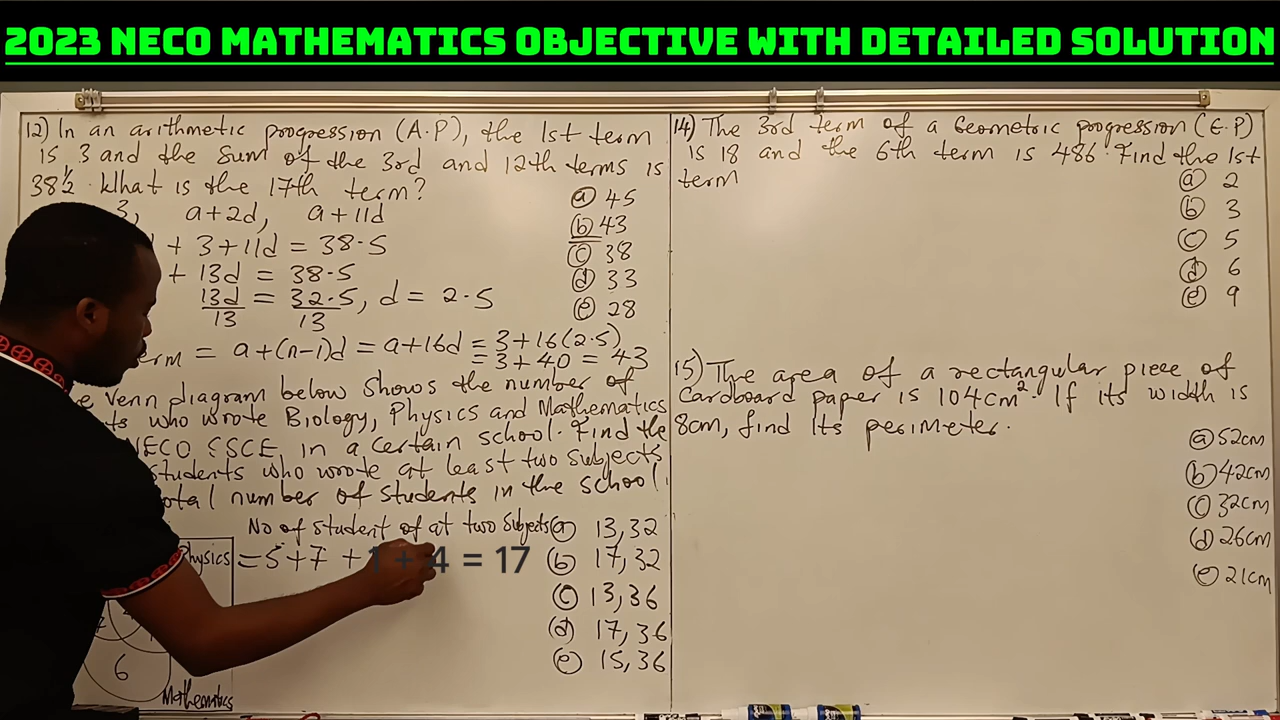 2023 NECO MATHEMATICS OBJECTIVE WITH DETAILED SOLUTION
12) In an arithmetic progression (A.P), the 1st term
is 3 and the sum of the 3rd and 12th terms is
38½. What is the 17th term?
3, a+2d, a+11d
+ 3+11d = 38.5
+ 13d = 38.5
13d = 32.5, d = 2.5
13 13
erm = a+(n-1)d = a+16d = 3+16(2.5)
= 3+40 = 43
(a) 45
(b) 43
(c) 38
(d) 33
(e) 28
e Venn diagram below shows the number of
ts who wrote Biology, Physics and Mathematics
NECO SSCE in a certain school. Find the
students who wrote at least two subjects
otal number of students in the school.
No of student of at two subjects
= 5+7 + 1 + 4 = 17
(a) 13,32
(b) 17,32
(c) 13,36
(d) 17,36
(e) 15,36
Physics
6
Mathematics
14) The 3rd term of a Geometric progression (G.P)
is 18 and the 6th term is 486. Find the 1st
term
(a) 2
(b) 3
(c) 5
(d) 6
(e) 9
15) The area of a rectangular piece of
Cardboard paper is 104cm². If its width is
8cm, find its perimeter.
(a) 52cm
(b) 42cm
(c) 32cm
(d) 26cm
(e) 21cm